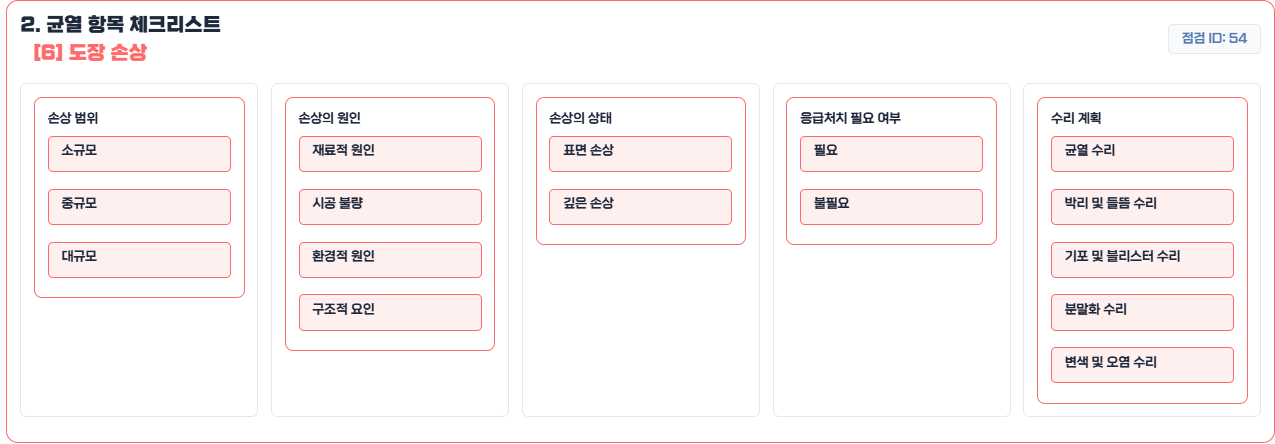 2. 균열 항목 체크리스트
[6] 도장 손상
점검 ID: 54
손상 범위
소규모
중규모
대규모
손상의 원인
재료적 원인
시공 불량
환경적 원인
구조적 요인
손상의 상태
표면 손상
깊은 손상
응급처치 필요 여부
필요
불필요
수리 계획
균열 수리
박리 및 들뜸 수리
기포 및 블리스터 수리
분말화 수리
변색 및 오염 수리